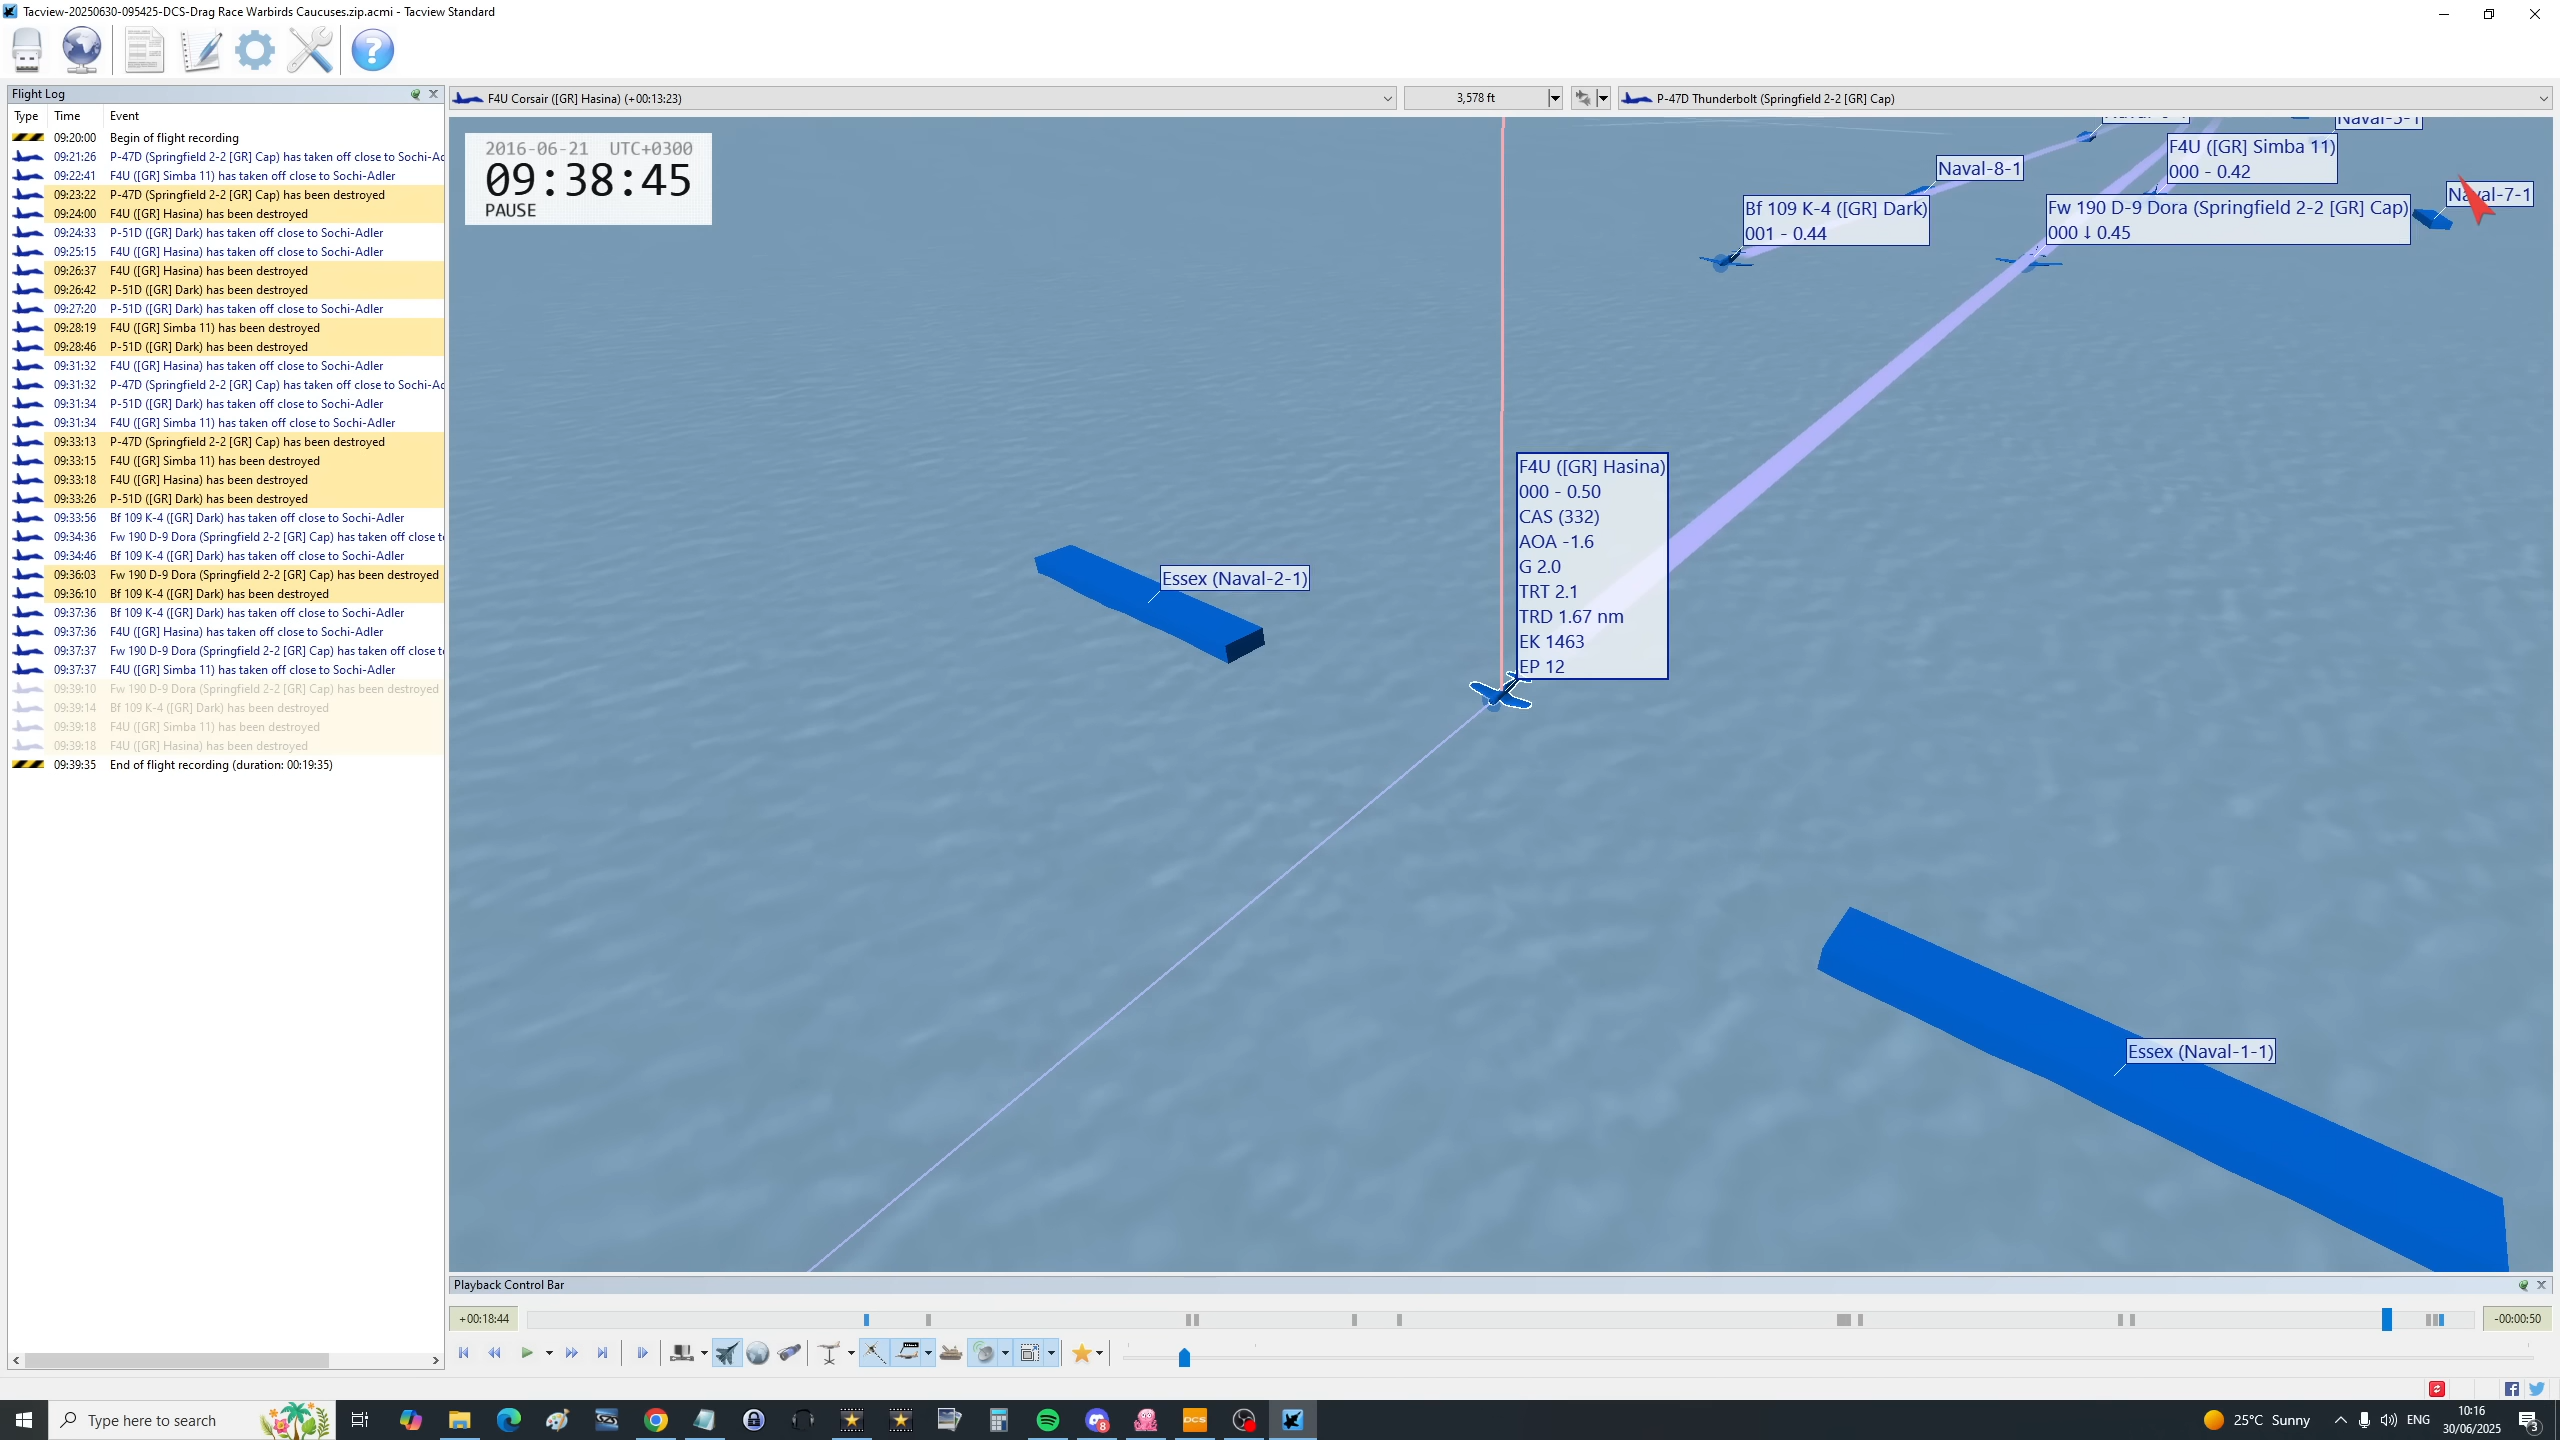 Tacview-20250630-095425-DCS-Drag Race Warbirds Caucuses.zip.acmi - Tacview Standard
Flight Log
Type Time Event
09:20:00 Begin of flight recording
09:21:26 P-47D (Springfield 2-2 [GR] Cap) has taken off close to Sochi-Ad
09:22:41 F4U ([GR] Simba 11) has taken off close to Sochi-Adler
09:23:22 P-47D (Springfield 2-2 [GR] Cap) has been destroyed
09:24:00 F4U ([GR] Hasina) has been destroyed
09:24:33 P-51D ([GR] Dark) has taken off close to Sochi-Adler
09:25:15 F4U ([GR] Hasina) has taken off close to Sochi-Adler
09:26:37 F4U ([GR] Hasina) has been destroyed
09:26:42 P-51D ([GR] Dark) has been destroyed
09:27:20 P-51D ([GR] Dark) has taken off close to Sochi-Adler
09:28:19 F4U ([GR] Simba 11) has been destroyed
09:28:46 P-51D ([GR] Dark) has been destroyed
09:31:32 F4U ([GR] Hasina) has taken off close to Sochi-Adler
09:31:32 P-47D (Springfield 2-2 [GR] Cap) has taken off close to Sochi-Ad
09:31:34 P-51D ([GR] Dark) has taken off close to Sochi-Adler
09:31:34 F4U ([GR] Simba 11) has taken off close to Sochi-Adler
09:33:13 P-47D (Springfield 2-2 [GR] Cap) has been destroyed
09:33:15 F4U ([GR] Simba 11) has been destroyed
09:33:18 F4U ([GR] Hasina) has been destroyed
09:33:26 P-51D ([GR] Dark) has been destroyed
09:33:56 Bf 109 K-4 ([GR] Dark) has taken off close to Sochi-Adler
09:34:36 Fw 190 D-9 Dora (Springfield 2-2 [GR] Cap) has taken off close t
09:34:46 Bf 109 K-4 ([GR] Dark) has taken off close to Sochi-Adler
09:36:03 Fw 190 D-9 Dora (Springfield 2-2 [GR] Cap) has been destroyed
09:36:10 Bf 109 K-4 ([GR] Dark) has been destroyed
09:37:36 Bf 109 K-4 ([GR] Dark) has taken off close to Sochi-Adler
09:37:36 F4U ([GR] Hasina) has taken off close to Sochi-Adler
09:37:37 Fw 190 D-9 Dora (Springfield 2-2 [GR] Cap) has taken off close t
09:37:37 F4U ([GR] Simba 11) has taken off close to Sochi-Adler
09:39:10 Fw 190 D-9 Dora (Springfield 2-2 [GR] Cap) has been destroyed
09:39:14 Bf 109 K-4 ([GR] Dark) has been destroyed
09:39:18 F4U ([GR] Simba 11) has been destroyed
09:39:18 F4U ([GR] Hasina) has been destroyed
09:39:35 End of flight recording (duration: 00:19:35)
F4U Corsair ([GR] Hasina) (+00:13:23)
3,578 ft
P-47D Thunderbolt (Springfield 2-2 [GR] Cap)
2016-06-21 UTC+0300
09:38:45
PAUSE
Naval-5-1
F4U ([GR] Simba 11)
000 - 0.42
Naval-8-1
Naval-7-1
Bf 109 K-4 ([GR] Dark)
001 - 0.44
Fw 190 D-9 Dora (Springfield 2-2 [GR] Cap)
000 ↓ 0.45
F4U ([GR] Hasina)
000 - 0.50
CAS (332)
AOA -1.6
G 2.0
TRT 2.1
TRD 1.67 nm
EK 1463
EP 12
Essex (Naval-2-1)
Essex (Naval-1-1)
Playback Control Bar
+00:18:44
-00:00:50
Type here to search
8
DCS
25°C Sunny
ENG
10:16
30/06/2025
3